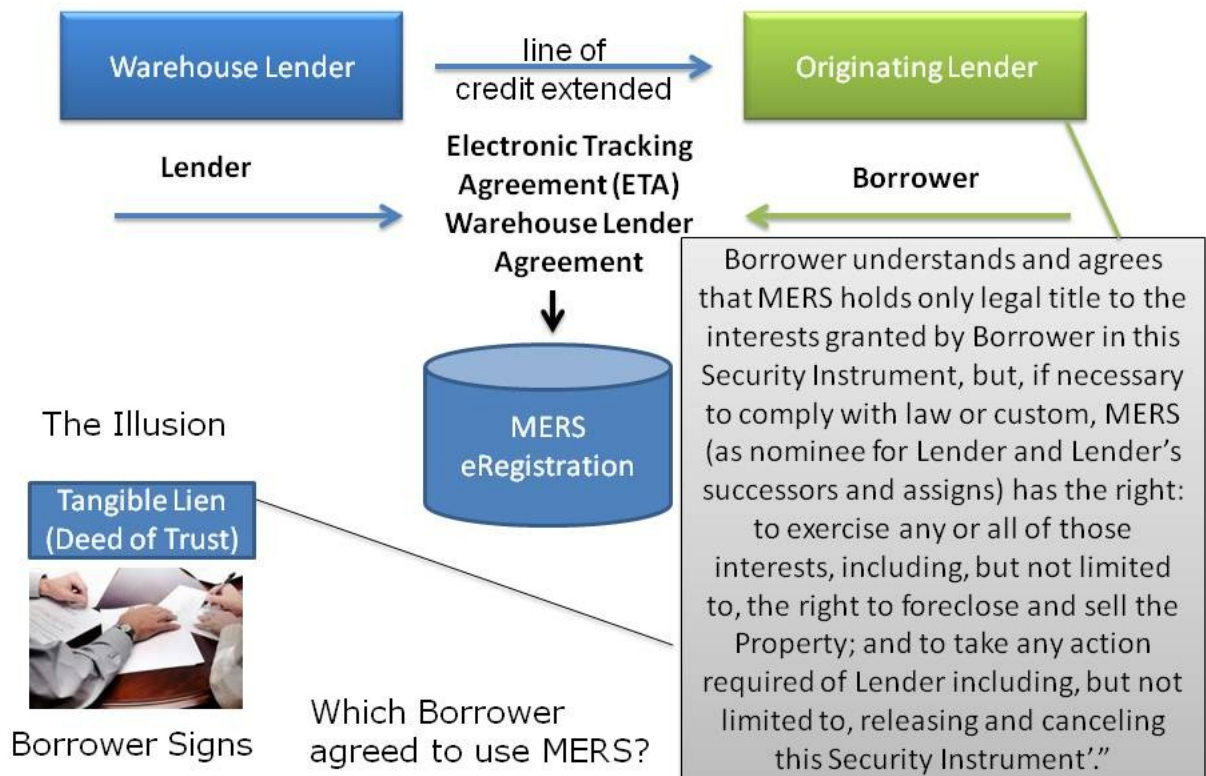 Warehouse Lender
line of
credit extended
Originating Lender
Lender
Electronic Tracking
Agreement (ETA)
Warehouse Lender
Agreement
Borrower
MERS
eRegistration
Borrower understands and agrees
that MERS holds only legal title to the
interests granted by Borrower in this
Security Instrument, but, if necessary
to comply with law or custom, MERS
(as nominee for Lender and Lender’s
successors and assigns) has the right:
to exercise any or all of those
interests, including, but not limited
to, the right to foreclose and sell the
Property; and to take any action
required of Lender including, but not
limited to, releasing and canceling
this Security Instrument’.”
The Illusion
Tangible Lien
(Deed of Trust)
Borrower Signs
Which Borrower
agreed to use MERS?